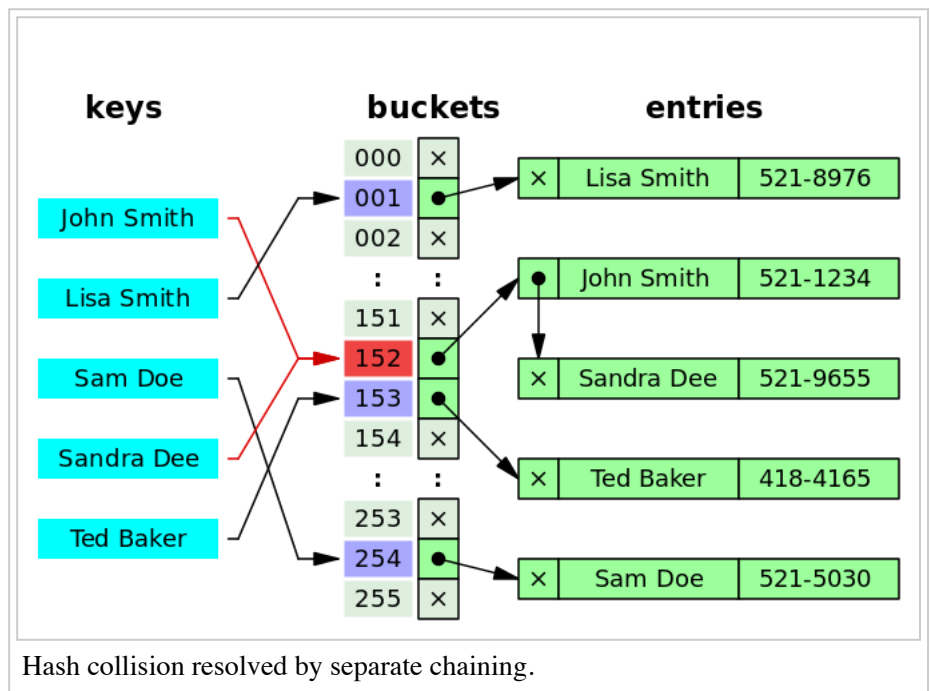 keys buckets entries
000 ×
001
002 ×
: :
151 ×
152
153
154 ×
: :
253 ×
254
255 ×
John Smith
Lisa Smith
Sam Doe
Sandra Dee
Ted Baker
× Lisa Smith 521-8976
John Smith 521-1234
× Sandra Dee 521-9655
× Ted Baker 418-4165
× Sam Doe 521-5030
Hash collision resolved by separate chaining.